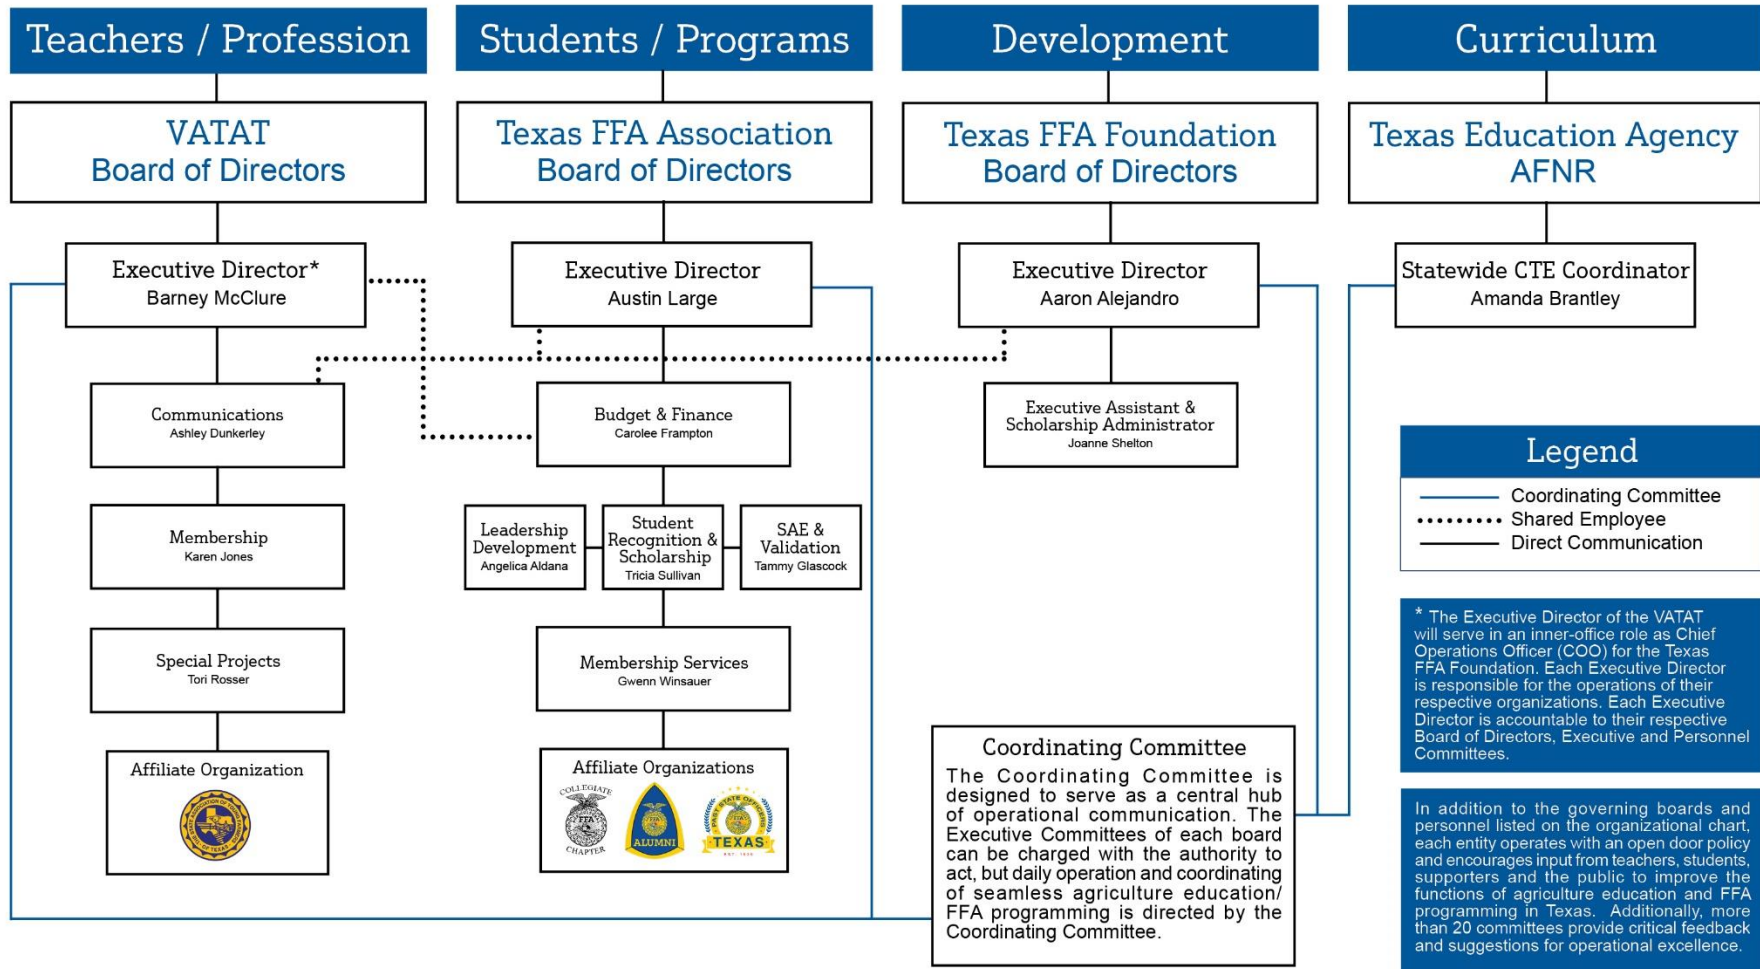 Teachers / Profession
Students / Programs
Development
Curriculum
VATAT
Board of Directors
Texas FFA Association
Board of Directors
Texas FFA Foundation
Board of Directors
Texas Education Agency
AFNR
Executive Director*
Barney McClure
Executive Director
Austin Large
Executive Director
Aaron Alejandro
Statewide CTE Coordinator
Amanda Brantley
Communications
Ashley Dunkerley
Budget & Finance
Carolee Frampton
Executive Assistant &
Scholarship Administrator
Joanne Shelton
Membership
Karen Jones
Leadership
Development
Angelica Aldana
Student
Recognition &
Scholarship
Tricia Sullivan
SAE &
Validation
Tammy Glascock
Special Projects
Tori Rosser
Membership Services
Gwenn Winsauer
Affiliate Organization
Affiliate Organizations
COLLEGIATE
FFA
CHAPTER
FFA
ALUMNI
PAST STATE OFFICERS
FFA
TEXAS
Coordinating Committee
The Coordinating Committee is
designed to serve as a central hub
of operational communication. The
Executive Committees of each board
can be charged with the authority to
act, but daily operation and coordinating
of seamless agriculture education/
FFA programming is directed by the
Coordinating Committee.
Legend
Coordinating Committee
Shared Employee
Direct Communication
* The Executive Director of the VATAT
will serve in an inner-office role as Chief
Operations Officer (COO) for the Texas
FFA Foundation. Each Executive Director
is responsible for the operations of their
respective organizations. Each Executive
Director is accountable to their respective
Board of Directors, Executive and Personnel
Committees.
In addition to the governing boards and
personnel listed on the organizational chart,
each entity operates with an open door policy
and encourages input from teachers, students,
supporters and the public to improve the
functions of agriculture education and FFA
programming in Texas. Additionally, more
than 20 committees provide critical feedback
and suggestions for operational excellence.